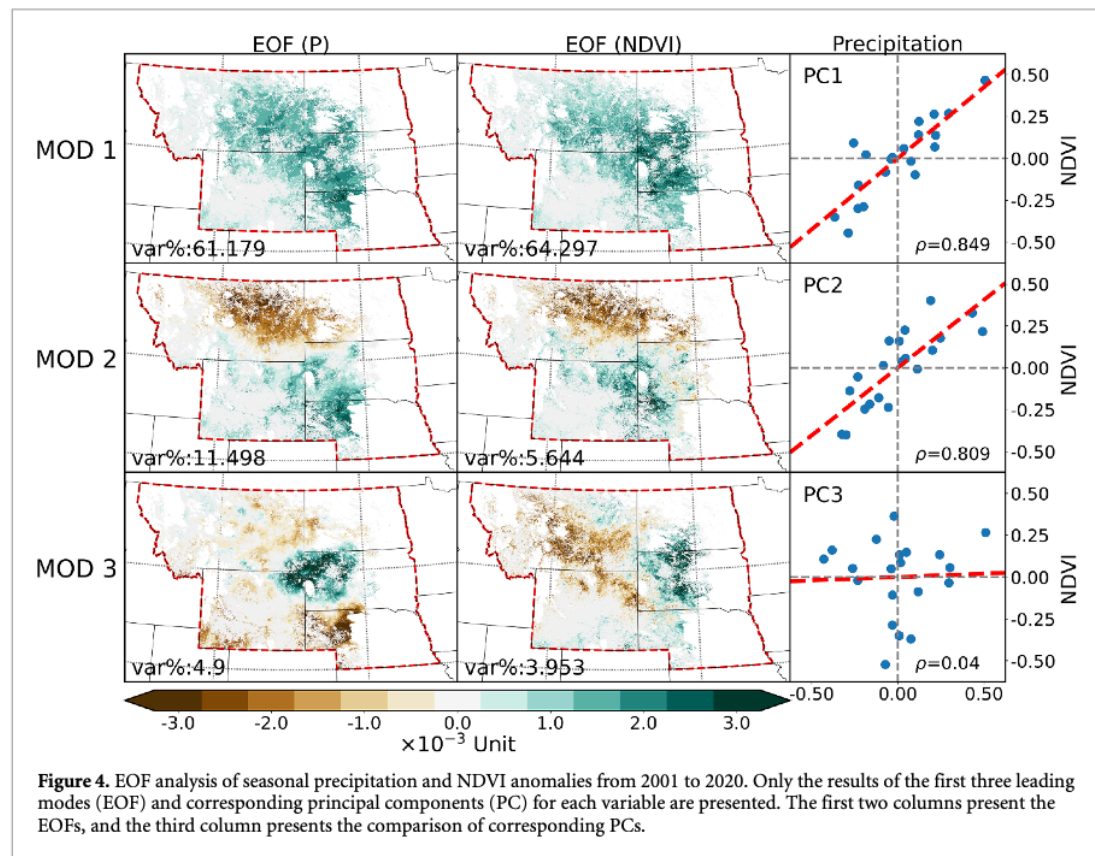 EOF (P) EOF (NDVI) Precipitation
MOD 1
var%:61.179
var%:64.297
PC1
ρ=0.849
0.50
0.25
0.00
-0.25
-0.50
NDVI
MOD 2
var%:11.498
var%:5.644
PC2
ρ=0.809
0.50
0.25
0.00
-0.25
-0.50
NDVI
MOD 3
var%:4.9
var%:3.953
PC3
ρ=0.04
0.50
0.25
0.00
-0.25
-0.50
NDVI
-0.50 0.00 0.50
-3.0 -2.0 -1.0 0.0 1.0 2.0 3.0
×10⁻³ Unit
Figure 4. EOF analysis of seasonal precipitation and NDVI anomalies from 2001 to 2020. Only the results of the first three leading
modes (EOF) and corresponding principal components (PC) for each variable are presented. The first two columns present the
EOFs, and the third column presents the comparison of corresponding PCs.